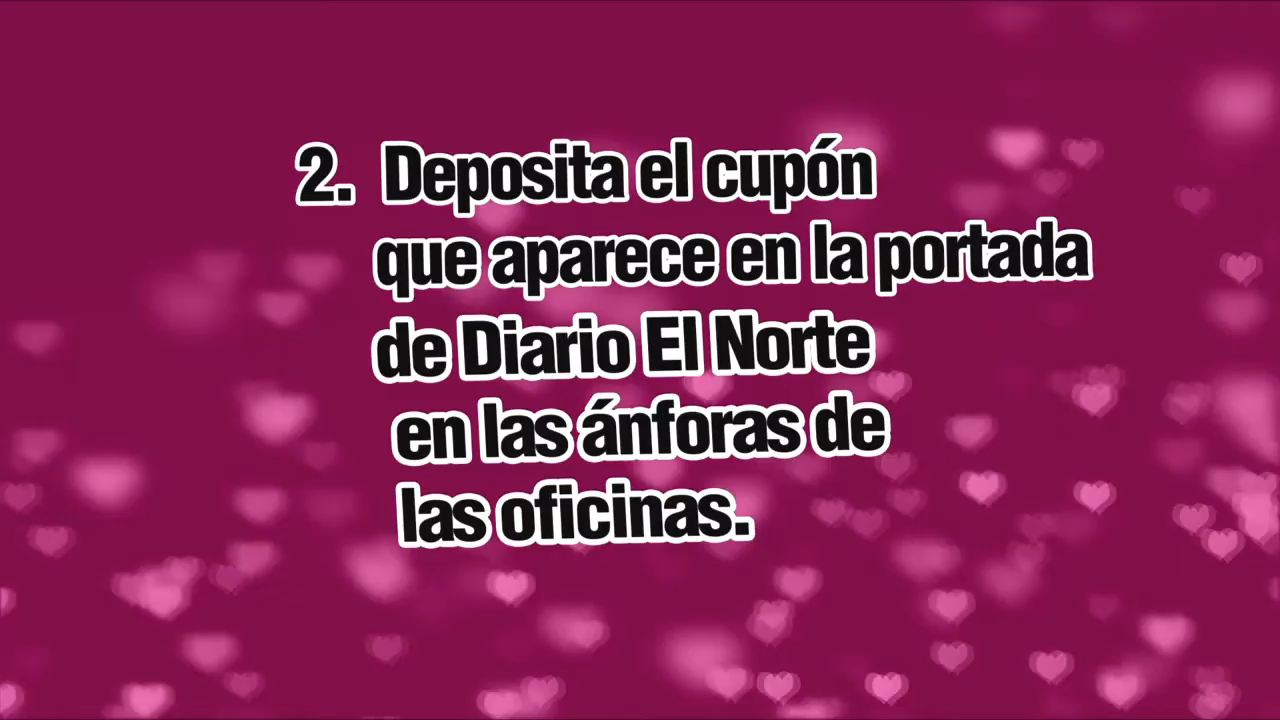 2. Deposita el cupón
que aparece en la portada
de Diario El Norte
en las ánforas de
las oficinas.